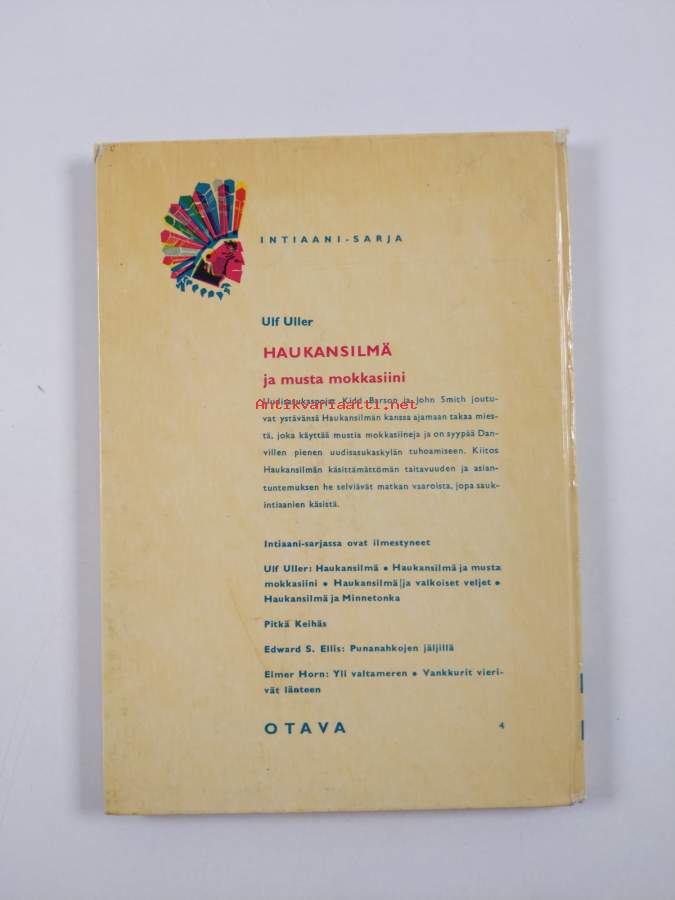 INTIAANI-SARJA
Ulf Uller
HAUKANSILMÄ
ja musta mokkasiini
Uudisasukaspojat Kidd Barson ja John Smith joutu-
Antikvariaatti.net
vat ystävänsä Haukansilmän kanssa ajamaan takaa mies-
tä, joka käyttää mustia mokkasiineja ja on syypää Dan-
villen pienen uudisasukaskylän tuhoamiseen. Kiitos
Haukansilmän käsittämättömän taitavuuden ja asian-
tuntemuksen he selviävät matkan vaaroista, jopa sauk-
intiaanien käsistä.
Intiaani-sarjassa ovat ilmestyneet
Ulf Uller: Haukansilmä • Haukansilmä ja musta
mokkasiini • Haukansilmä ja valkoiset veljet •
Haukansilmä ja Minnetonka
Pitkä Keihäs
Edward S. Ellis: Punanahkojen jäljillä
Elmer Horn: Yli valtameren • Vankkurit vieri-
vät länteen
OTAVA 4